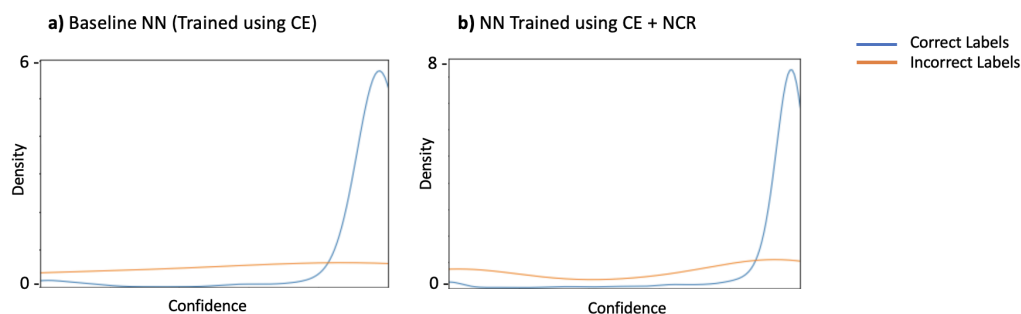 a) Baseline NN (Trained using CE)
6
0
Density
Confidence
b) NN Trained using CE + NCR
8
0
Density
Confidence
Correct Labels
Incorrect Labels